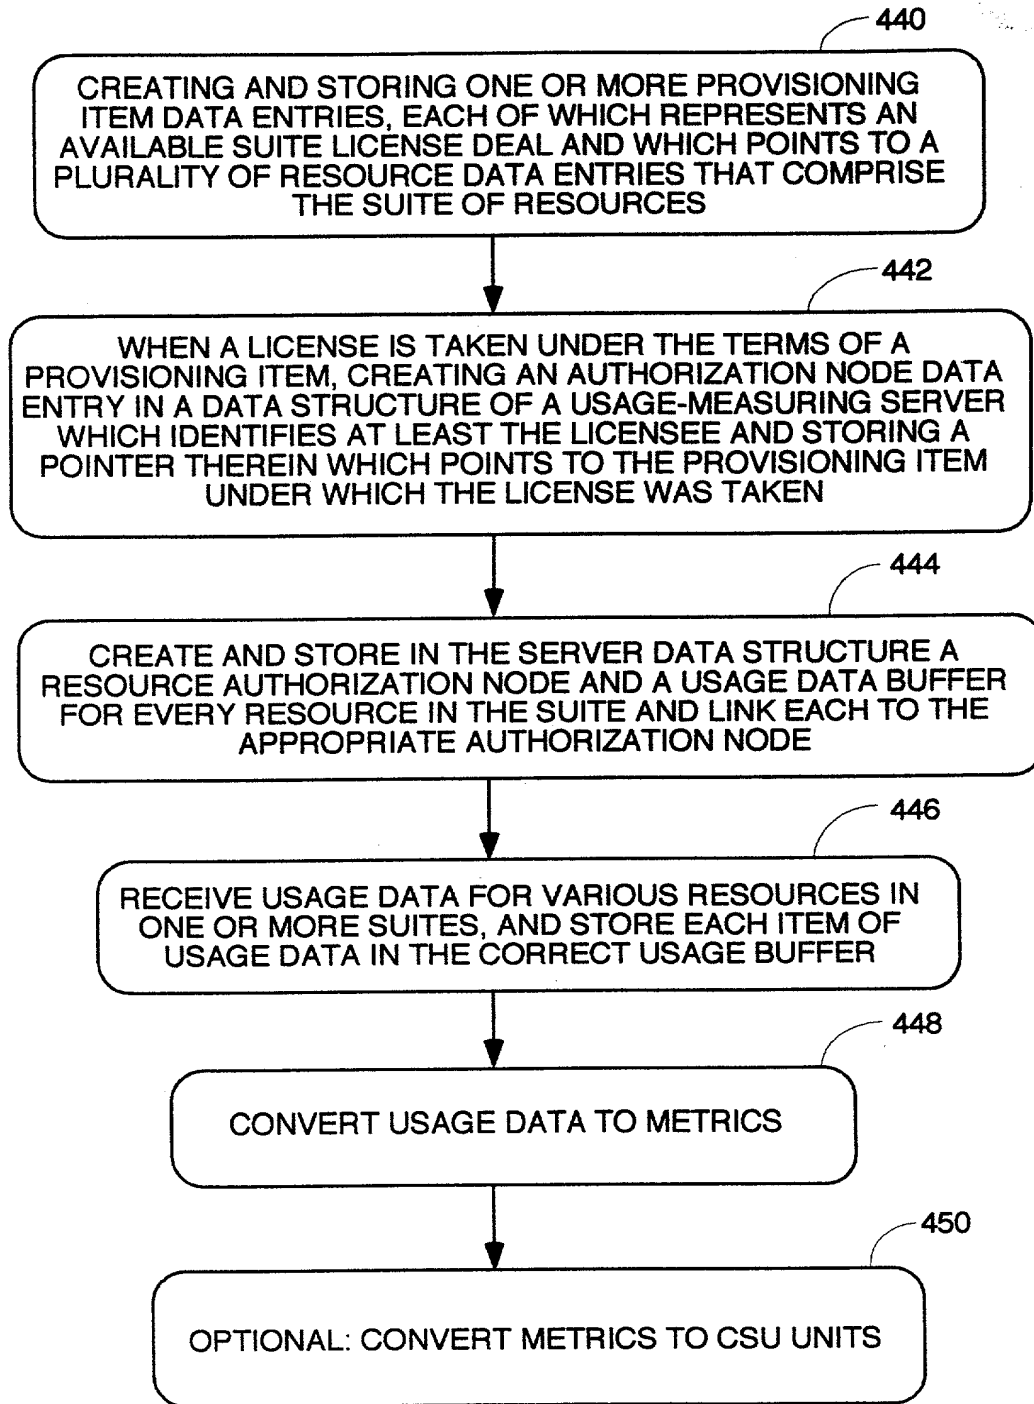 440
CREATING AND STORING ONE OR MORE PROVISIONING
ITEM DATA ENTRIES, EACH OF WHICH REPRESENTS AN
AVAILABLE SUITE LICENSE DEAL AND WHICH POINTS TO A
PLURALITY OF RESOURCE DATA ENTRIES THAT COMPRISE
THE SUITE OF RESOURCES
442
WHEN A LICENSE IS TAKEN UNDER THE TERMS OF A
PROVISIONING ITEM, CREATING AN AUTHORIZATION NODE DATA
ENTRY IN A DATA STRUCTURE OF A USAGE-MEASURING SERVER
WHICH IDENTIFIES AT LEAST THE LICENSEE AND STORING A
POINTER THEREIN WHICH POINTS TO THE PROVISIONING ITEM
UNDER WHICH THE LICENSE WAS TAKEN
444
CREATE AND STORE IN THE SERVER DATA STRUCTURE A
RESOURCE AUTHORIZATION NODE AND A USAGE DATA BUFFER
FOR EVERY RESOURCE IN THE SUITE AND LINK EACH TO THE
APPROPRIATE AUTHORIZATION NODE
446
RECEIVE USAGE DATA FOR VARIOUS RESOURCES IN
ONE OR MORE SUITES, AND STORE EACH ITEM OF
USAGE DATA IN THE CORRECT USAGE BUFFER
448
CONVERT USAGE DATA TO METRICS
450
OPTIONAL: CONVERT METRICS TO CSU UNITS